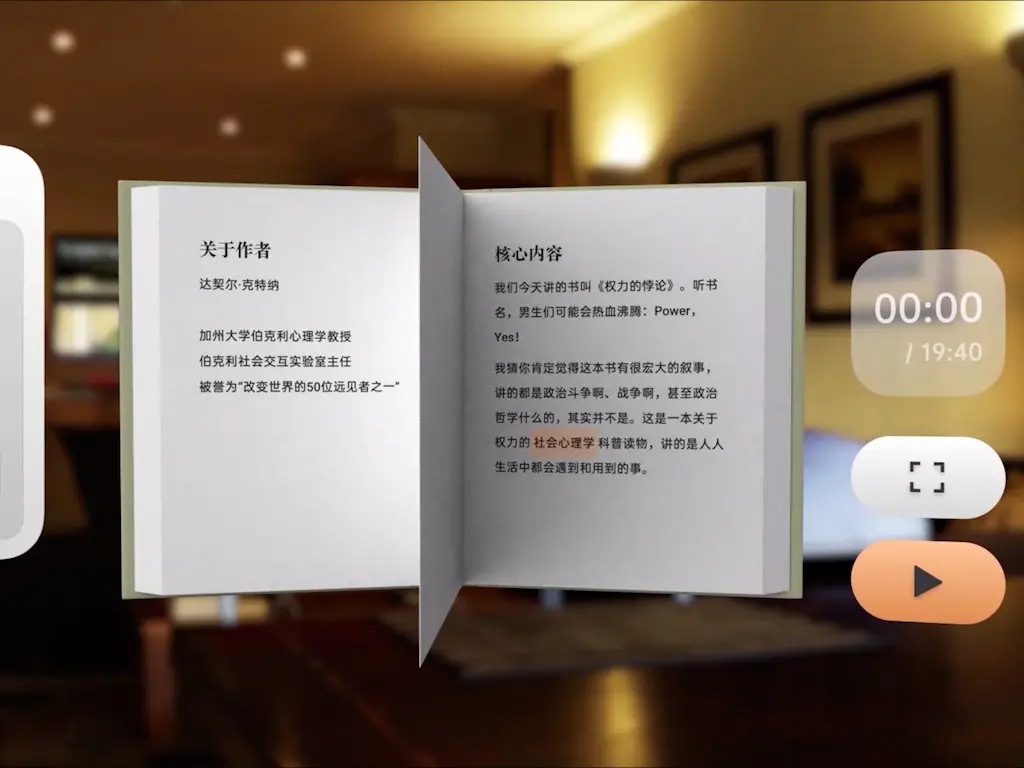 关于作者
达契尔·克特纳
加州大学伯克利心理学教授
伯克利社会交互实验室主任
被誉为“改变世界的50位远见者之一”
核心内容
我们今天讲的书叫《权力的悖论》。听书
名，男生们可能会热血沸腾：Power，
Yes！
我猜你肯定觉得这本书有很宏大的叙事，
讲的都是政治斗争啊、战争啊，甚至政治
哲学什么的，其实并不是。这是一本关于
权力的社会心理学科普读物，讲的是人人
生活中都会遇到和用到的事。
00:00
/ 19:40